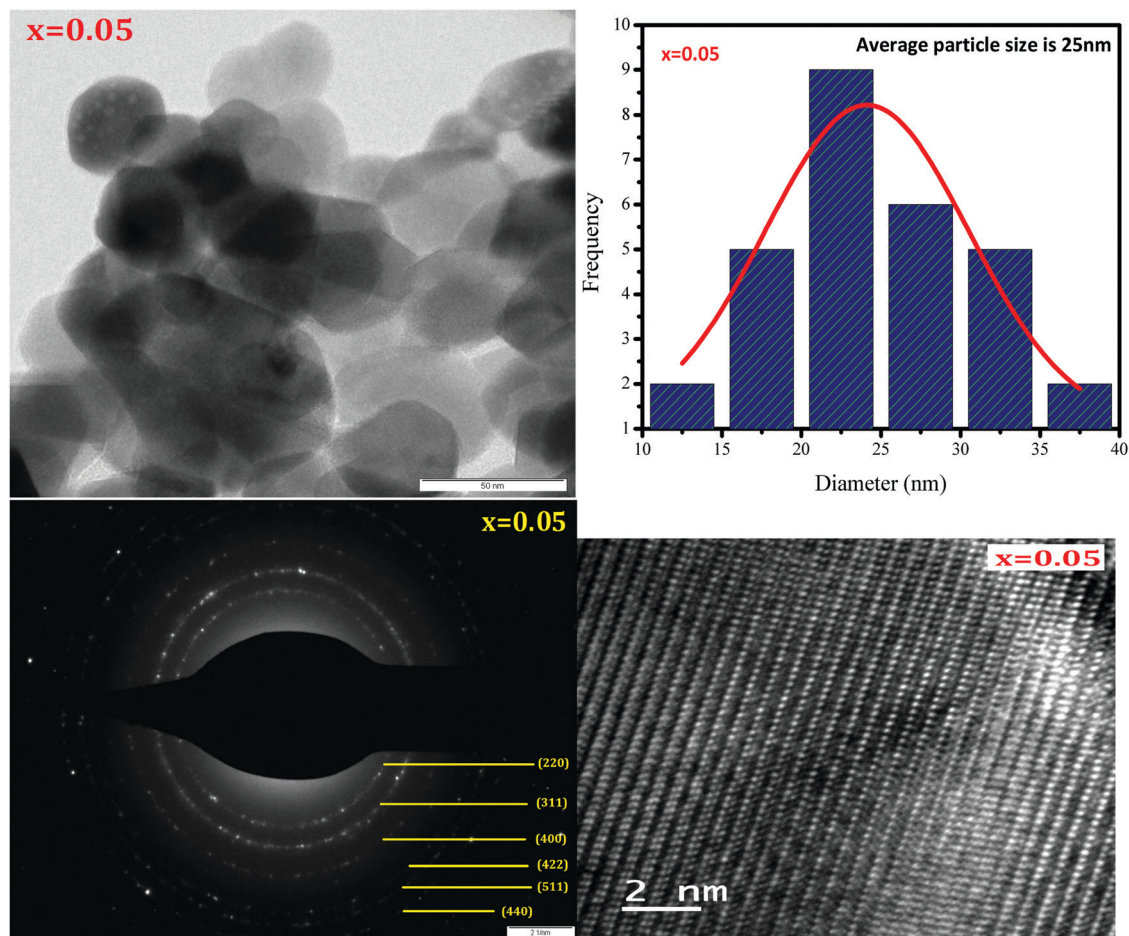 x=0.05
50 nm
x=0.05
Average particle size is 25nm
10
9
8
7
6
5
4
3
2
1
Frequency
10 15 20 25 30 35 40
Diameter (nm)
x=0.05
(220)
(311)
(400)
(422)
(511)
(440)
2 1/nm
x=0.05
2 nm